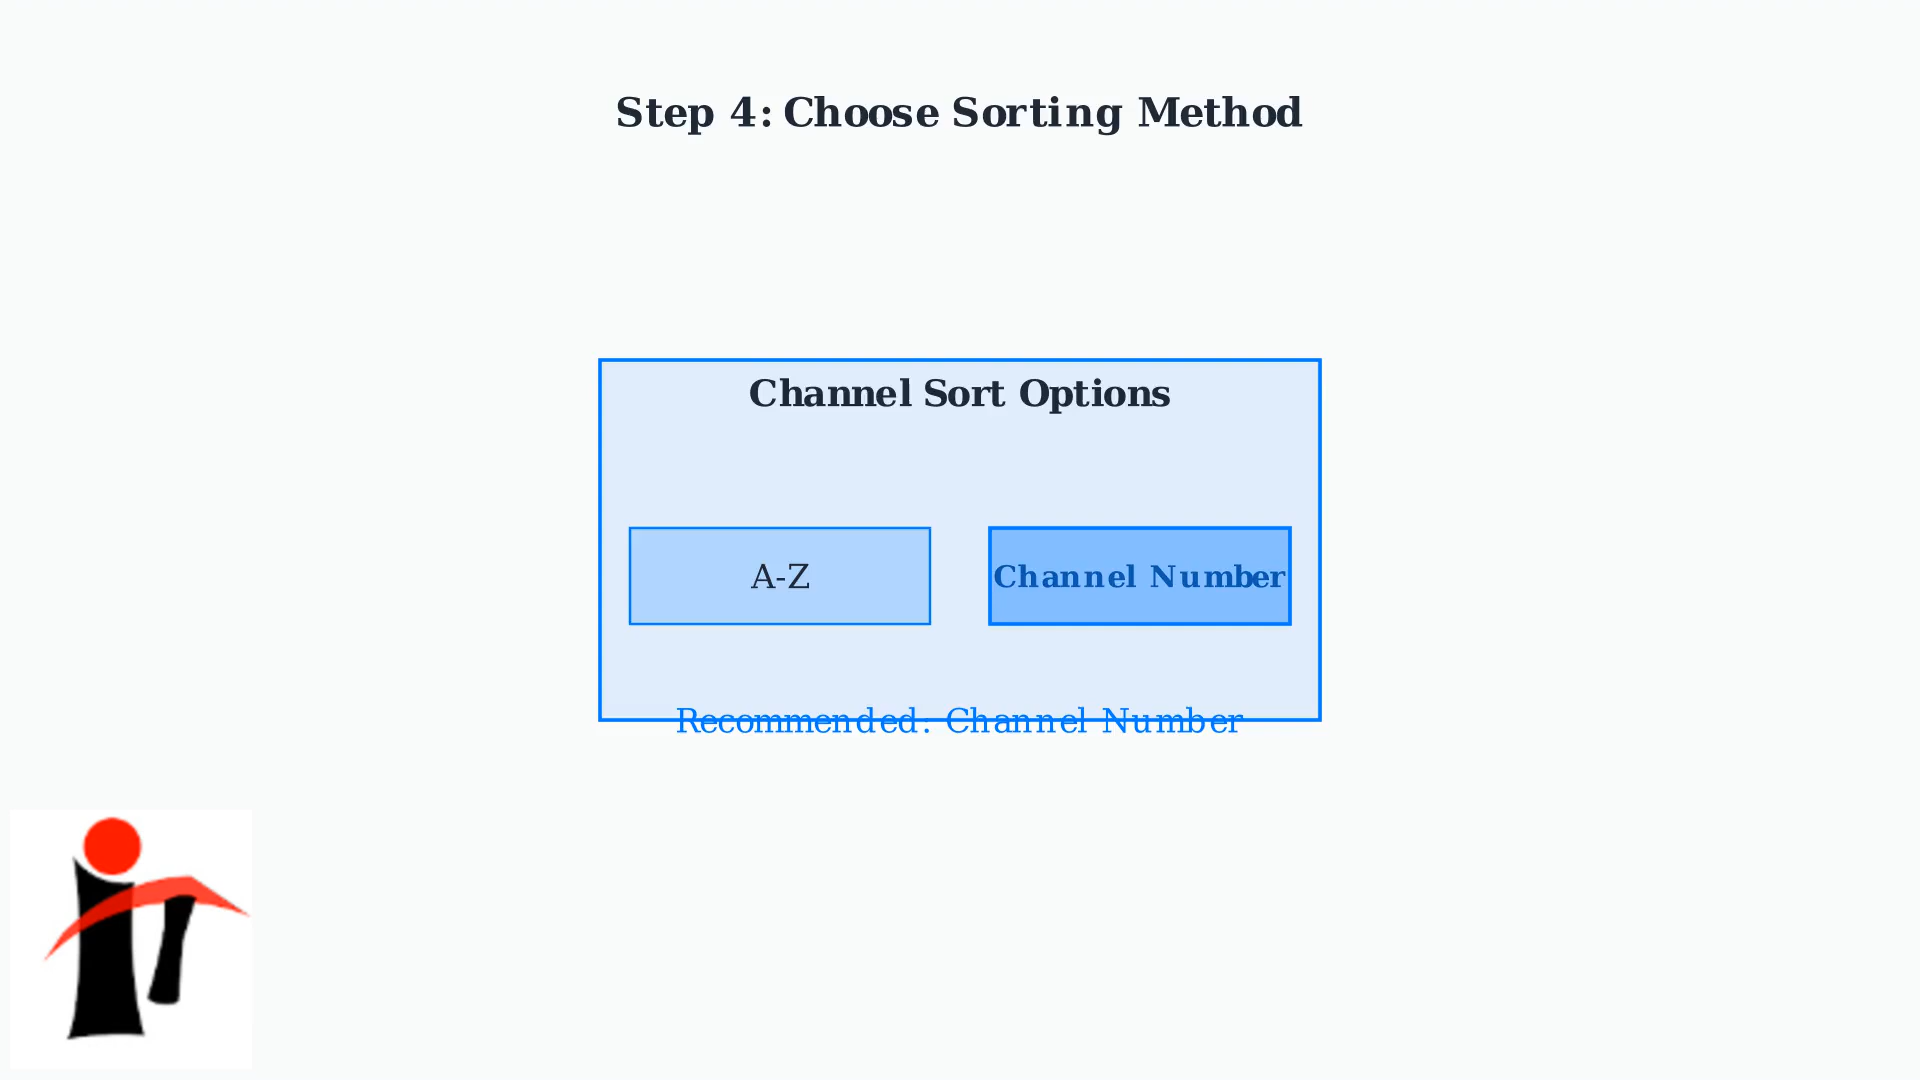 Step 4: Choose Sorting Method
Channel Sort Options
A-Z
Channel Number
Recommended: Channel Number